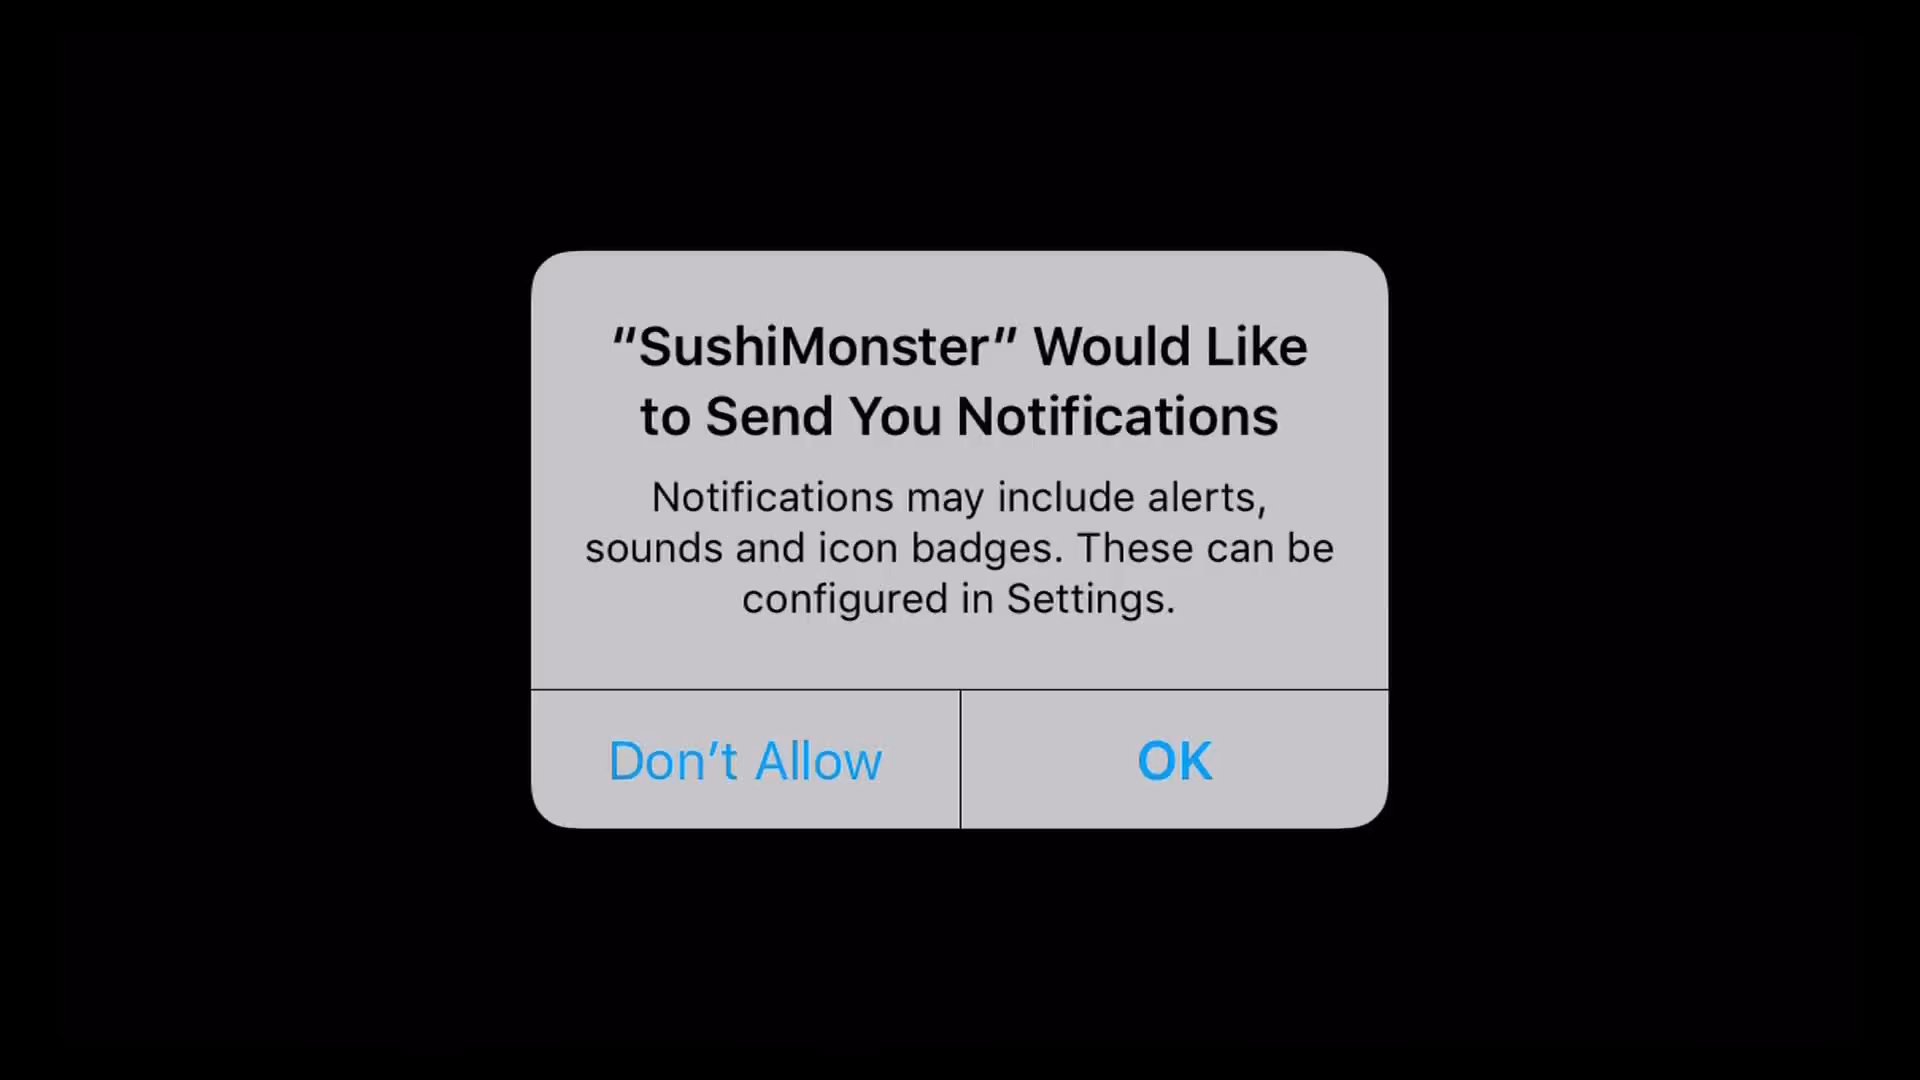 “SushiMonster” Would Like
to Send You Notifications
Notifications may include alerts,
sounds and icon badges. These can be
configured in Settings.
Don’t Allow
OK